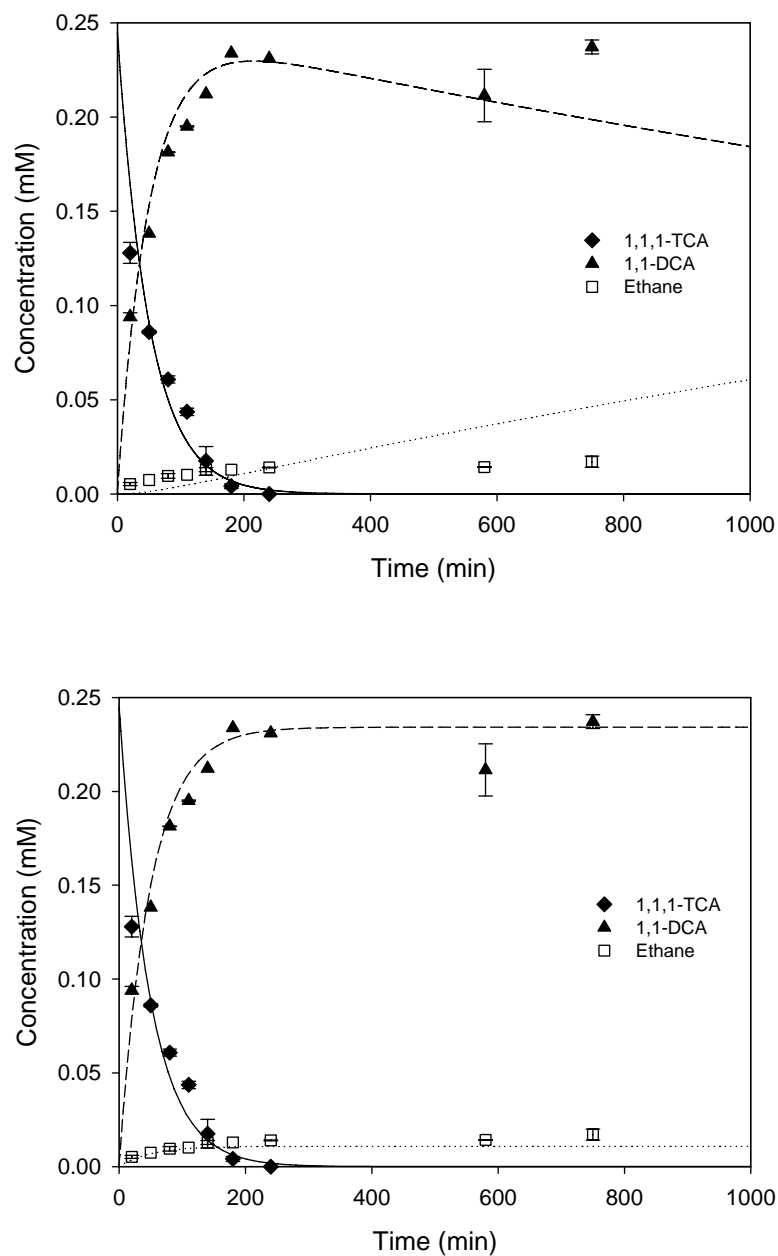 0.25
0.20
0.15
0.10
0.05
0.00
Concentration (mM)
1,1,1-TCA
1,1-DCA
Ethane
0 200 400 600 800 1000
Time (min)
0.25
0.20
0.15
0.10
0.05
0.00
Concentration (mM)
1,1,1-TCA
1,1-DCA
Ethane
0 200 400 600 800 1000
Time (min)